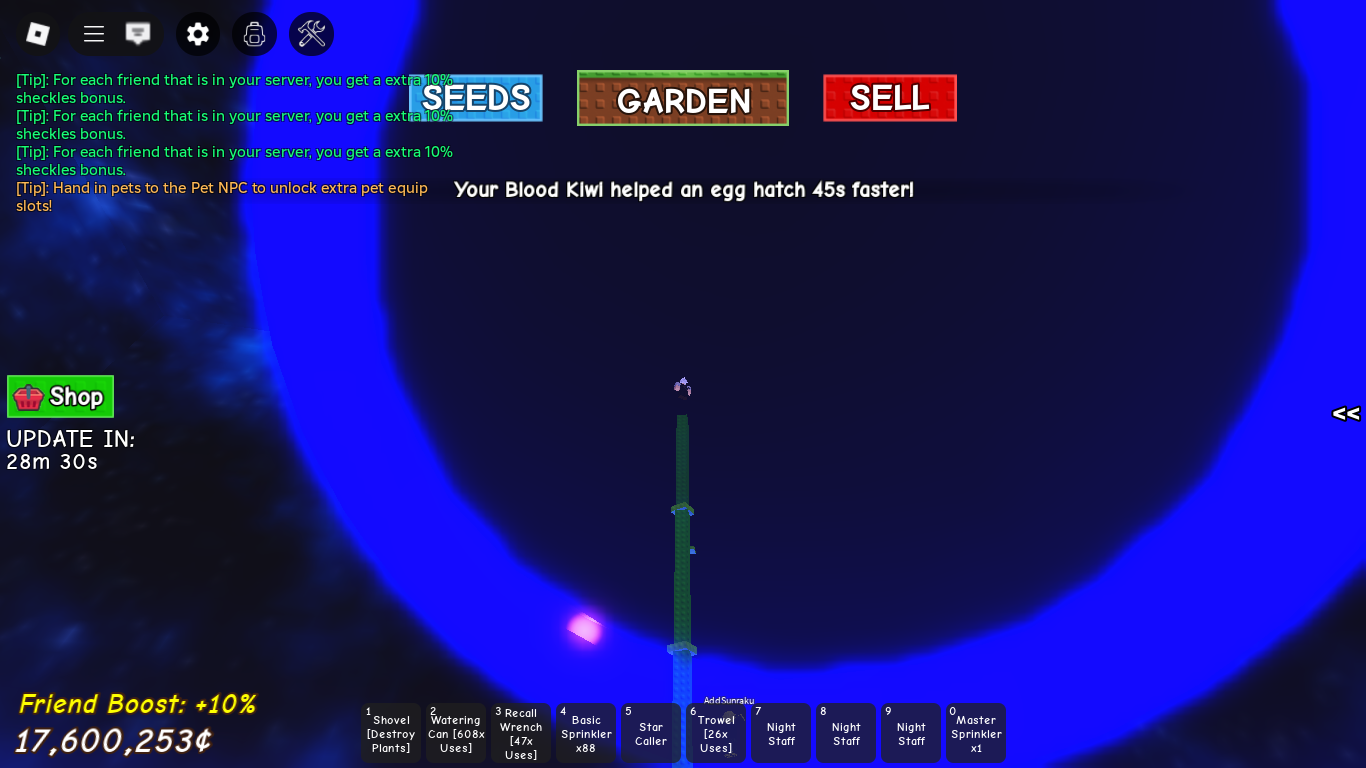 [Tip]: For each friend that is in your server, you get a extra 10%
sheckles bonus.
[Tip]: For each friend that is in your server, you get a extra 10%
sheckles bonus.
[Tip]: For each friend that is in your server, you get a extra 10%
sheckles bonus.
[Tip]: Hand in pets to the Pet NPC to unlock extra pet equip
slots!
SEEDS
GARDEN
SELL
Your Blood Kiwi helped an egg hatch 45s faster!
Shop
UPDATE IN:
28m 30s
<<
Friend Boost: +10%
17,600,253¢
AddSunraku
1
Shovel
[Destroy
Plants]
2
Watering
Can [608x
Uses]
3
Recall
Wrench
[47x
Uses]
4
Basic
Sprinkler
x88
5
Star
Caller
6
Trowel
[26x
Uses]
7
Night
Staff
8
Night
Staff
9
Night
Staff
0
Master
Sprinkler
x1